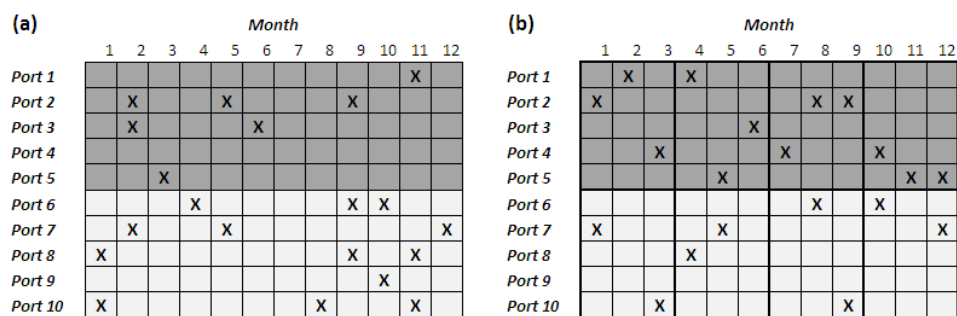 (a) Month (b) Month
1 2 3 4 5 6 7 8 9 10 11 12 1 2 3 4 5 6 7 8 9 10 11 12
Port 1 X Port 1 X X
Port 2 X X X Port 2 X X X
Port 3 X X Port 3 X
Port 4 Port 4 X X X
Port 5 X Port 5 X X X
Port 6 X X X Port 6 X X
Port 7 X X X Port 7 X X X
Port 8 X X X Port 8 X
Port 9 X Port 9
Port 10 X X X Port 10 X X